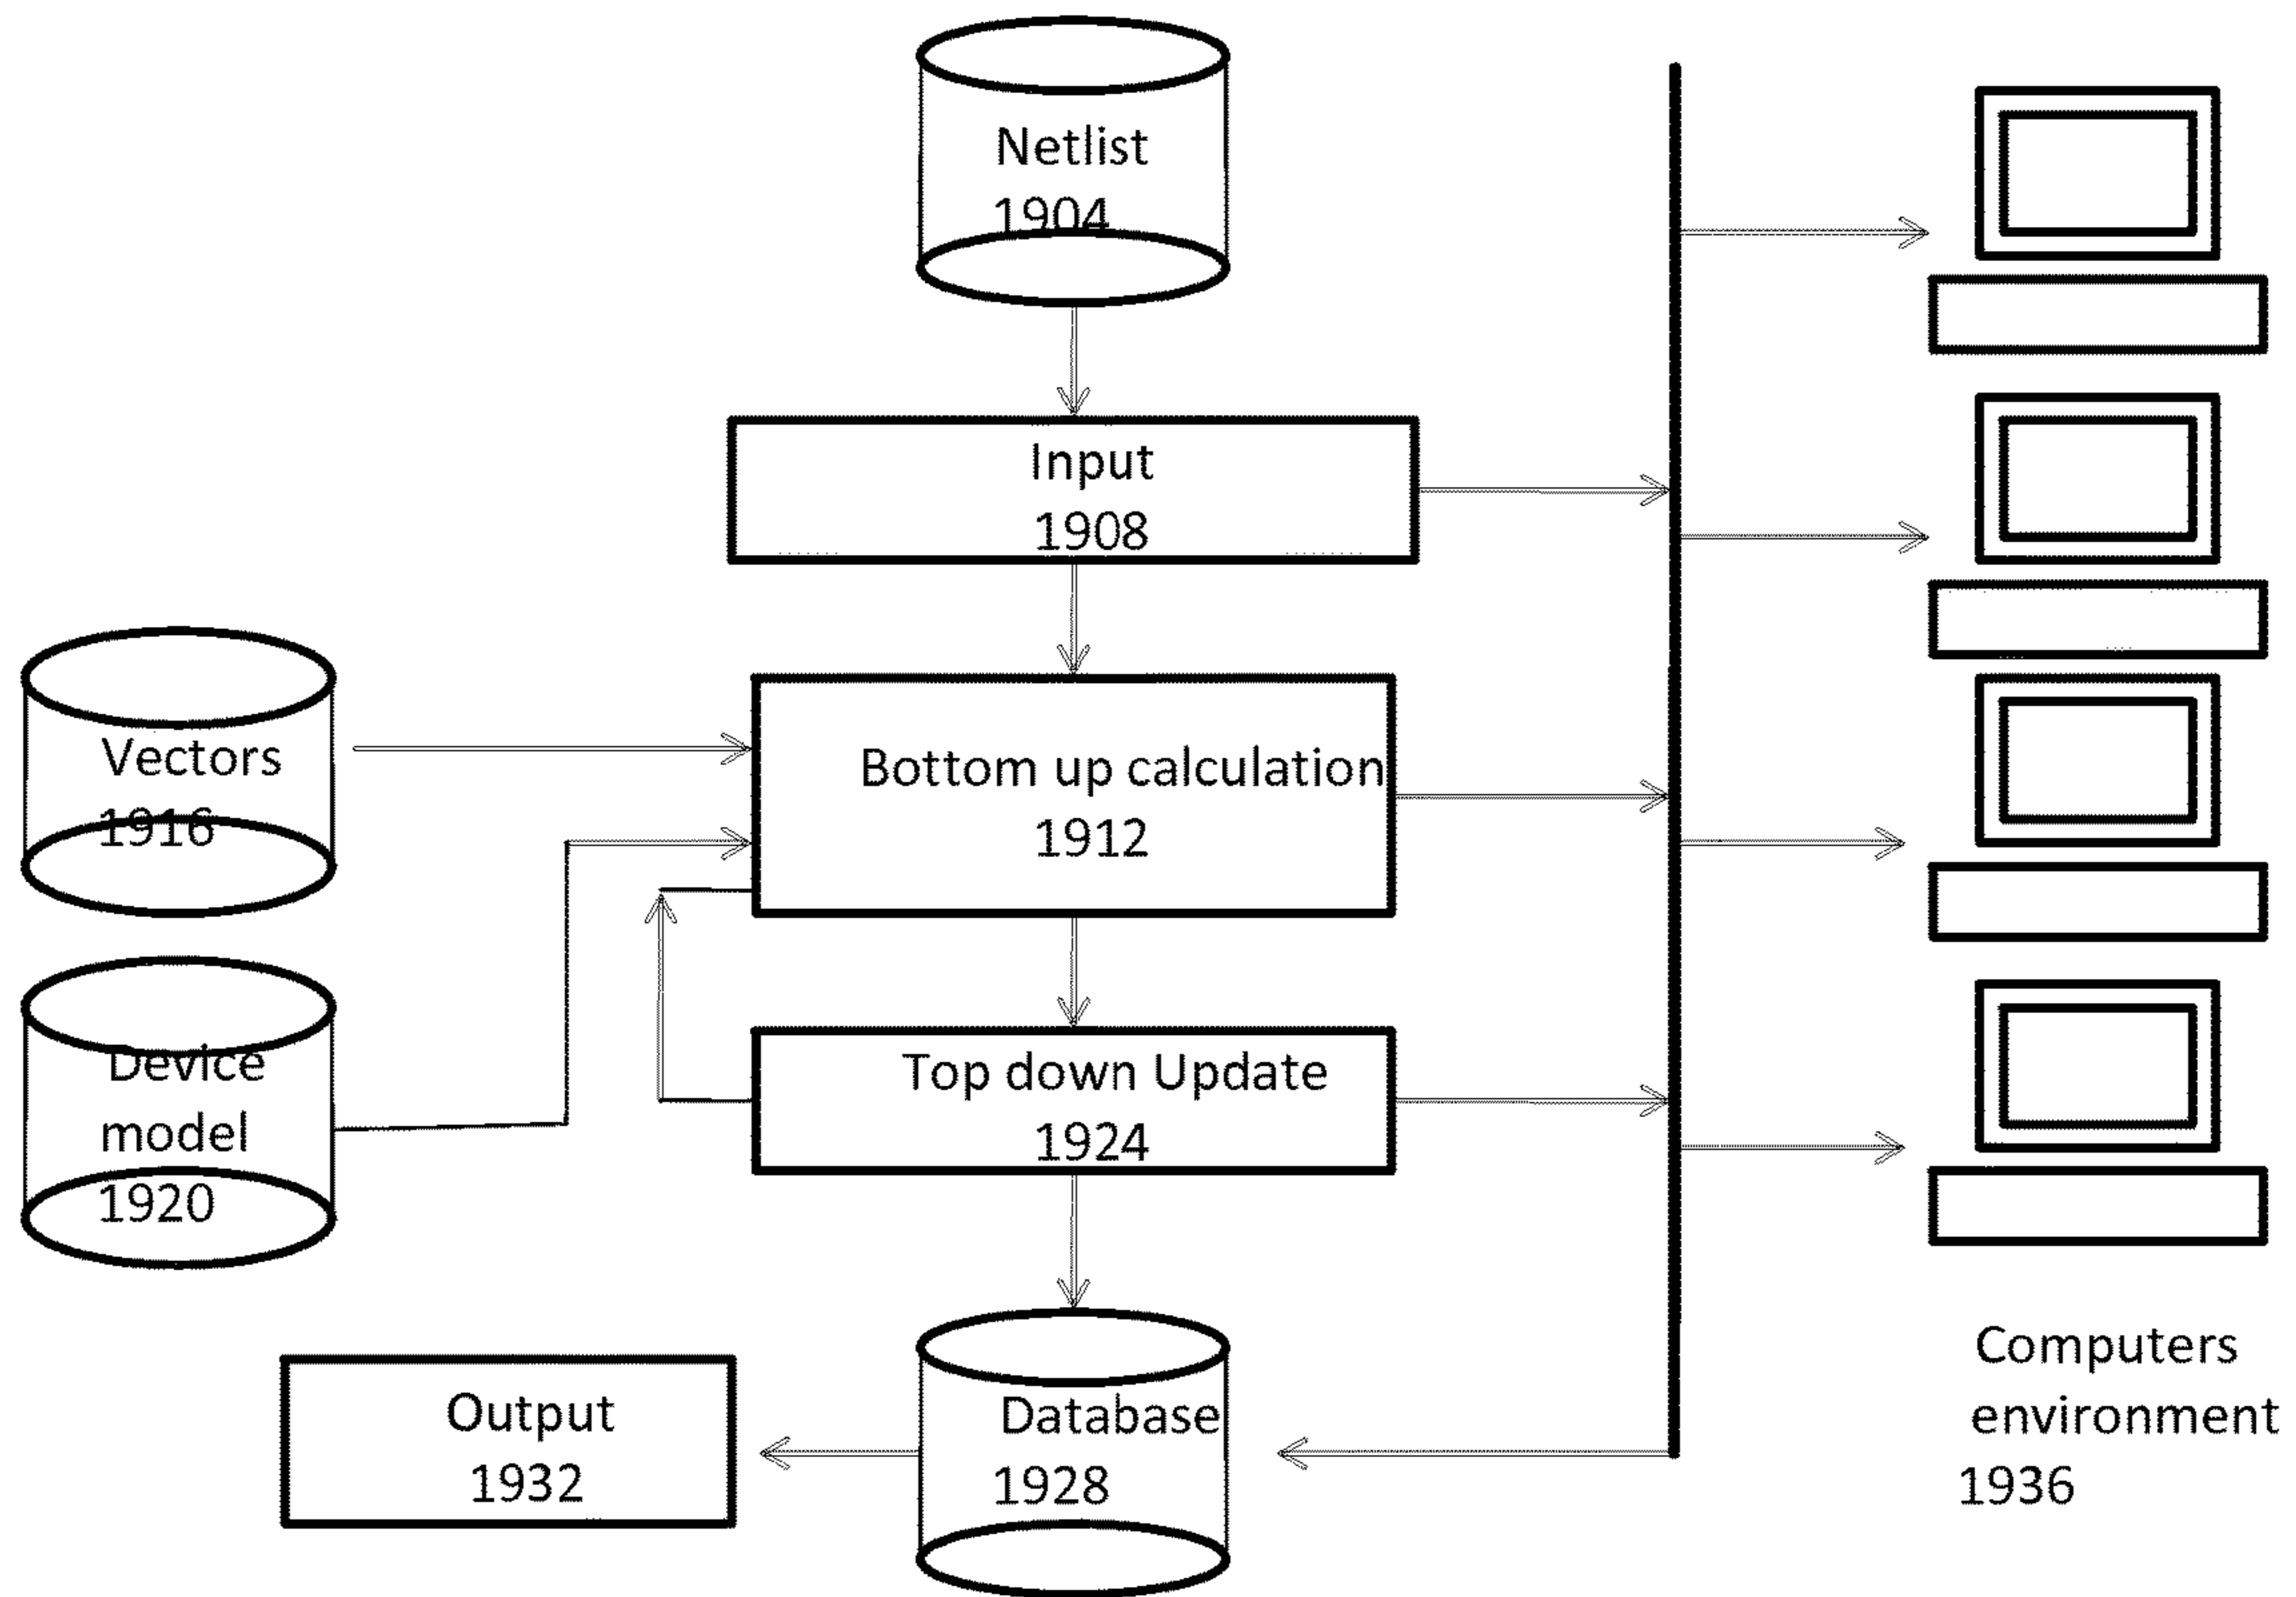 Netlist
1904
Input
1908
Vectors
1916
Bottom up calculation
1912
Device
model
1920
Top down Update
1924
Output
1932
Database
1928
Computers
environment
1936